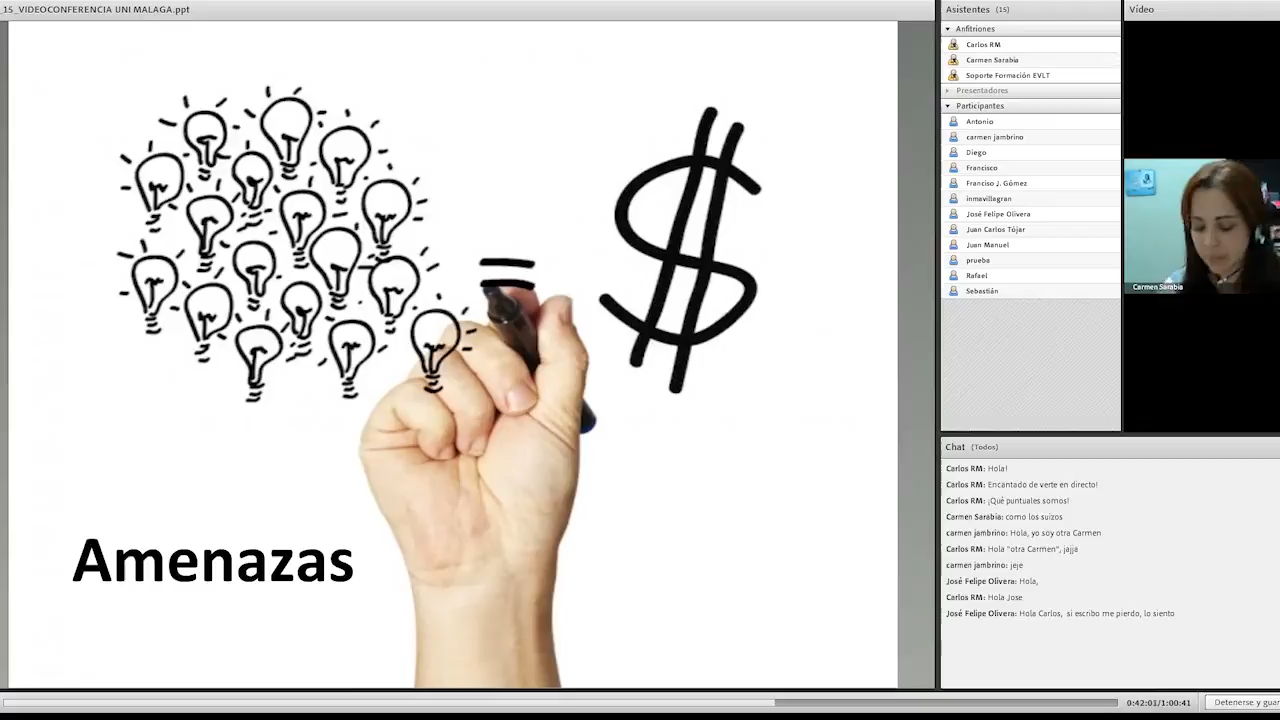 _15_VIDEOCONFERENCIA UNI MALAGA.ppt
Amenazas
Asistentes (15)
Anfitriones
Carlos RM
Carmen Sarabia
Soporte Formación EVLT
Presentadores
Participantes
Antonio
carmen jambrino
Diego
Francisco
Franciso J. Gómez
inmavillagran
José Felipe Olivera
Juan Carlos Tójar
Juan Manuel
prueba
Rafael
Sebastián
Vídeo
Carmen Sarabia
Chat (Todos)
Carlos RM: Hola!
Carlos RM: Encantado de verte en directo!
Carlos RM: ¡Qué puntuales somos!
Carmen Sarabia: como los suizos
carmen jambrino: Hola, yo soy otra Carmen
Carlos RM: Hola "otra Carmen", jajja
carmen jambrino: jeje
José Felipe Olivera: Hola,
Carlos RM: Hola Jose
José Felipe Olivera: Hola Carlos, si escribo me pierdo, lo siento
0:42:01/1:00:41
Detenerse y guar